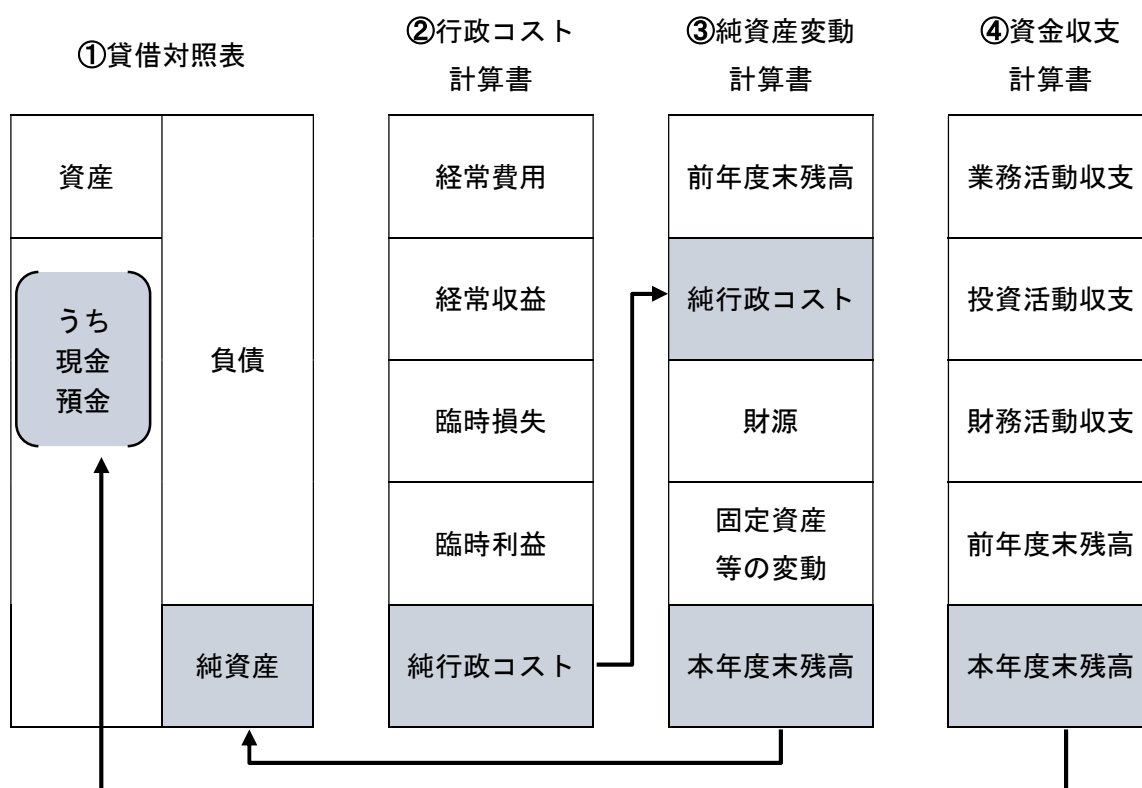 ①貸借対照表
資産
うち
現金
預金
負債
純資産
②行政コスト
計算書
経常費用
経常収益
臨時損失
臨時利益
純行政コスト
③純資産変動
計算書
前年度末残高
純行政コスト
財源
固定資産
等の変動
本年度末残高
④資金収支
計算書
業務活動収支
投資活動収支
財務活動収支
前年度末残高
本年度末残高